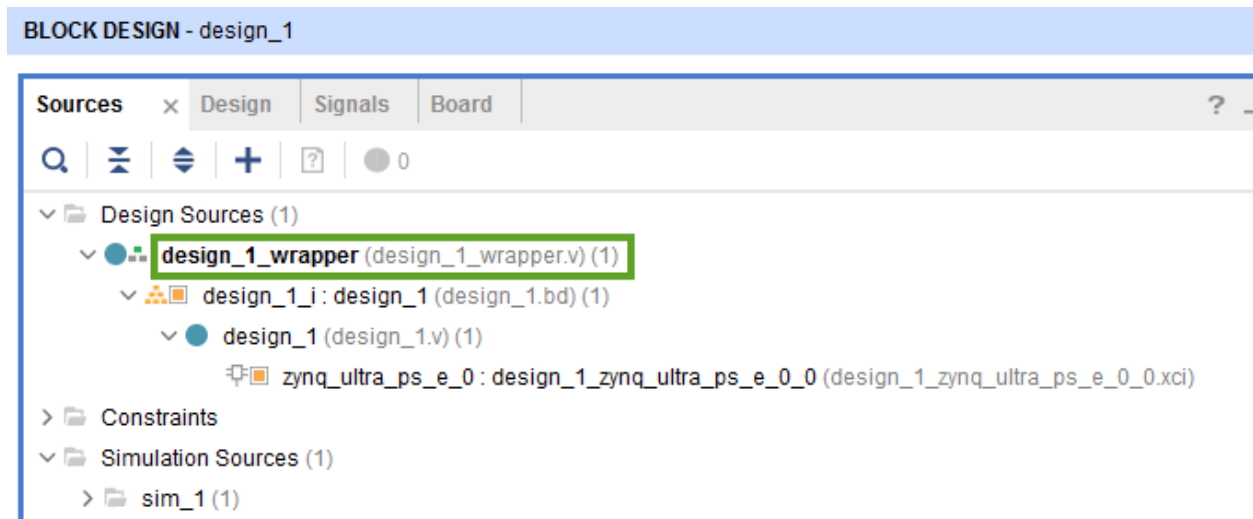 BLOCK DESIGN - design_1
Sources × Design Signals Board ? _
0
Design Sources (1)
design_1_wrapper (design_1_wrapper.v) (1)
design_1_i : design_1 (design_1.bd) (1)
design_1 (design_1.v) (1)
zynq_ultra_ps_e_0 : design_1_zynq_ultra_ps_e_0_0 (design_1_zynq_ultra_ps_e_0_0.xci)
Constraints
Simulation Sources (1)
sim_1 (1)